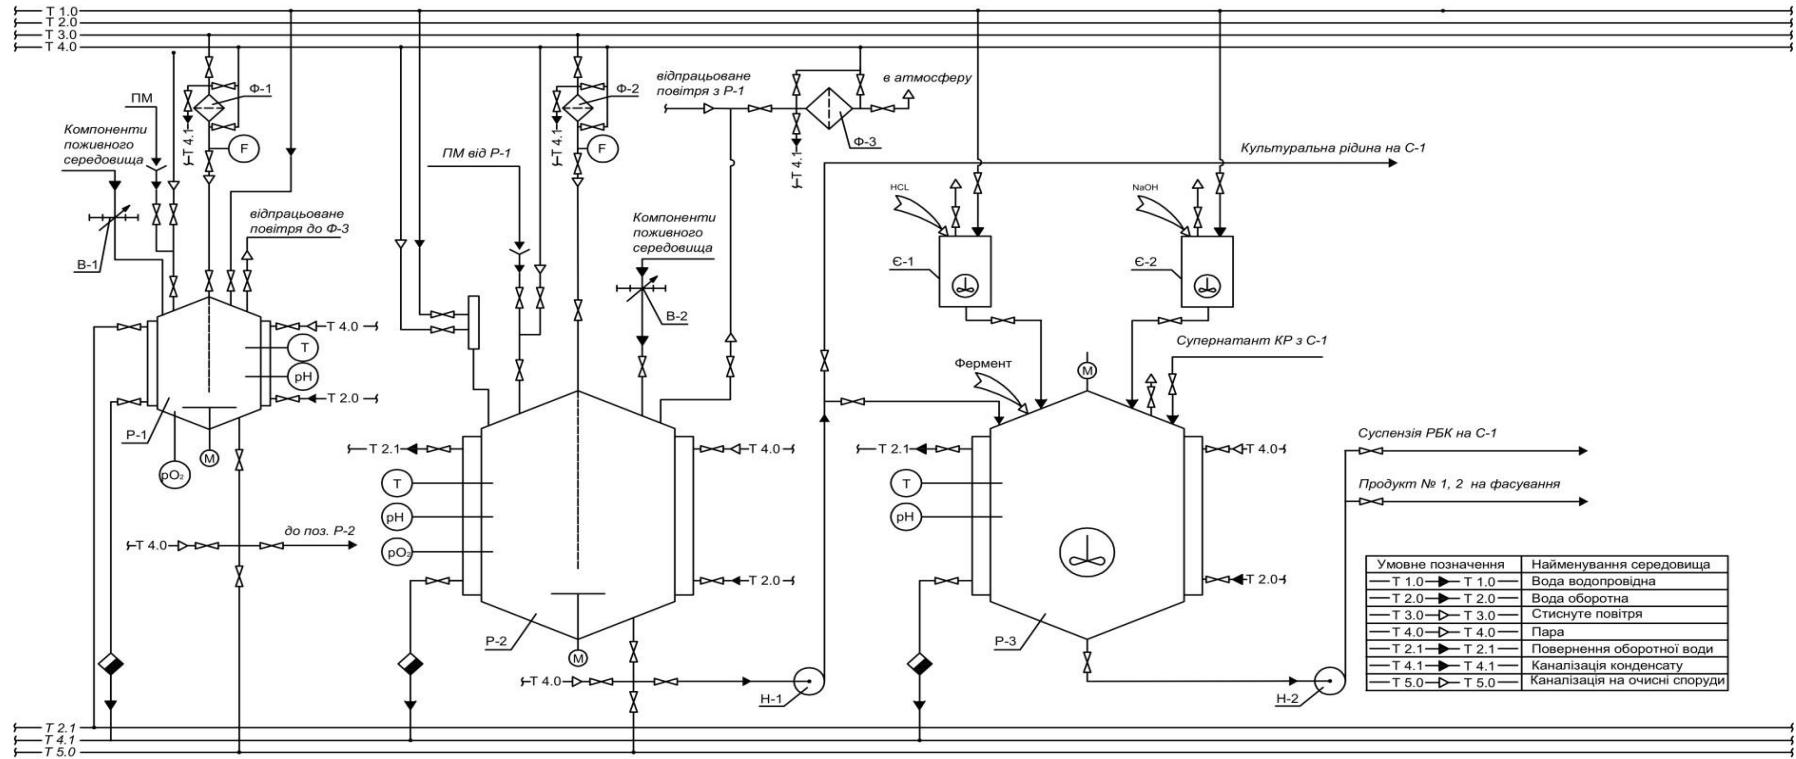 Т 1.0
Т 2.0
Т 3.0
Т 4.0
ПМ
Компоненти
поживного
середовища
В-1
Т 4.1
Ф-1
F
відпрацьоване
повітря до Ф-3
Т 4.0
Т
рН
Т 2.0
Р-1
рО₂
М
Т 4.0
до поз. Р-2
ПМ від Р-1
Т 4.1
Ф-2
F
Компоненти
поживного
середовища
В-2
відпрацьоване
повітря з Р-1
Т 4.1
Ф-3
в атмосферу
Т 2.1
Т
рН
рО₂
Т 4.0
Т 2.0
Р-2
М
Т 4.0
Н-1
Культуральна рідина на С-1
HCL
Є-1
NaOH
Є-2
Фермент
М
Супернатант КР з С-1
Т 2.1
Т
рН
Т 4.0
Т 2.0
Р-3
Н-2
Суспензія РБК на С-1
Продукт № 1, 2 на фасування
Умовне позначення Найменування середовища
Т 1.0 Т 1.0 Вода водопровідна
Т 2.0 Т 2.0 Вода оборотна
Т 3.0 Т 3.0 Стиснуте повітря
Т 4.0 Т 4.0 Пара
Т 2.1 Т 2.1 Повернення оборотної води
Т 4.1 Т 4.1 Каналізація конденсату
Т 5.0 Т 5.0 Каналізація на очисні споруди
Т 2.1
Т 4.1
Т 5.0